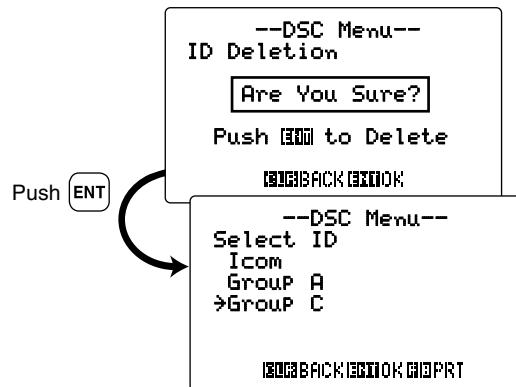 --DSC Menu--
ID Deletion
Are You Sure?
Push ENT to Delete
BACK OK
Push ENT
--DSC Menu--
Select ID
Icom
Group A
→Group C
BACK OK PRT